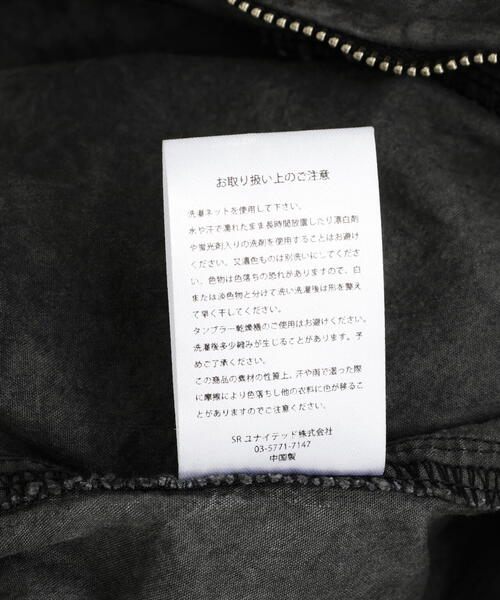 お取り扱い上のご注意
洗濯ネットを使用して下さい。
水や汗で濡れたまま長時間放置したり漂白剤
や蛍光剤入りの洗剤を使用することはお避け
ください。又濃色ものは別洗いにしてくださ
い、色物は色落ちの恐れがありますので、白
または淡色物と分けて洗い洗濯後は形を整え
て早く干してください。
タンブラー乾燥機のご使用はお避けください。
洗濯後多少縮みが生じることがあります。予
めご了承ください。
この商品の素材の性質上、汗や雨で湿った際
に摩擦により色落ちし他の衣料に色が移るこ
とがありますのでご注意ください。
SR ユナイテッド株式会社
03-5771-7147
中国製